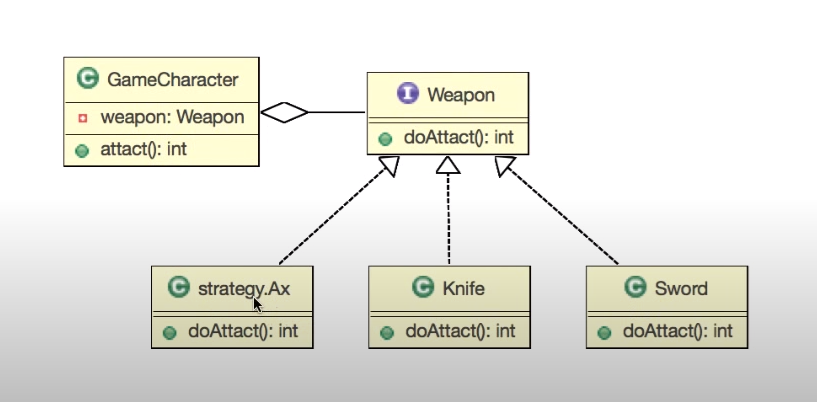 C GameCharacter
weapon: Weapon
attact(): int
I Weapon
doAttact(): int
C strategy.Ax
doAttact(): int
C Knife
doAttact(): int
C Sword
doAttact(): int